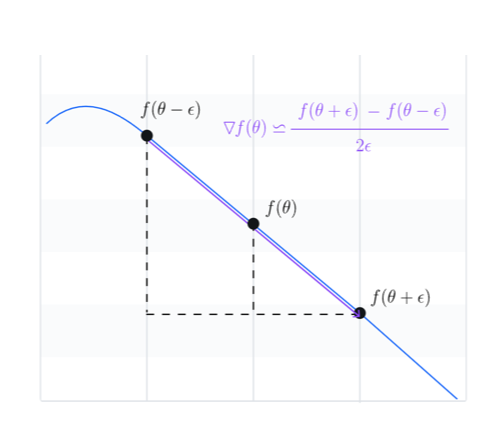 f(θ − ϵ)
∇f(θ) ≌ f(θ + ϵ) − f(θ − ϵ) / 2ϵ
f(θ)
f(θ + ϵ)